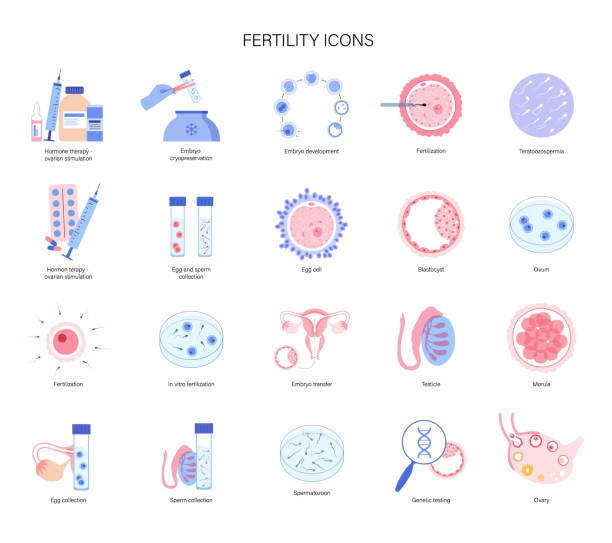 FERTILITY ICONS
Hormone therapy -
ovarian stimulation
Embryo
cryopreservation
Embryo development
Fertilization
Teratoozospermia
Hormon terapy -
ovarian stimulation
Egg and sperm
collection
Egg cell
Blastocyst
Ovum
Fertilization
In vitro fertilization
Embryo transfer
Testicle
Morula
Egg collection
Sperm collection
Spermatozoon
Genetic testing
Ovary